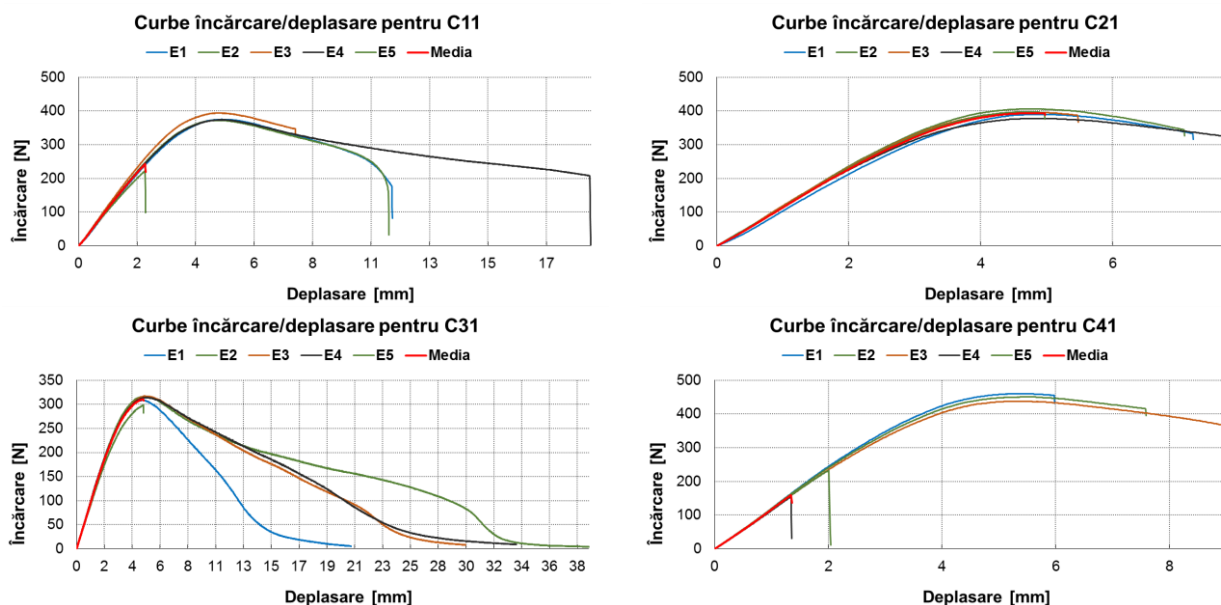 Curbe încărcare/deplasare pentru C11
E1 E2 E3 E4 E5 Media
Încărcare [N]
500
400
300
200
100
0
0 2 4 6 8 11 13 15 17
Deplasare [mm]
Curbe încărcare/deplasare pentru C21
E1 E2 E3 E4 E5 Media
Încărcare [N]
500
400
300
200
100
0
0 2 4 6
Deplasare [mm]
Curbe încărcare/deplasare pentru C31
E1 E2 E3 E4 E5 Media
Încărcare [N]
350
300
250
200
150
100
50
0
0 2 4 6 8 11 13 15 17 19 21 23 25 28 30 32 34 36 38
Deplasare [mm]
Curbe încărcare/deplasare pentru C41
E1 E2 E3 E4 E5 Media
Încărcare [N]
500
400
300
200
100
0
0 2 4 6 8
Deplasare [mm]